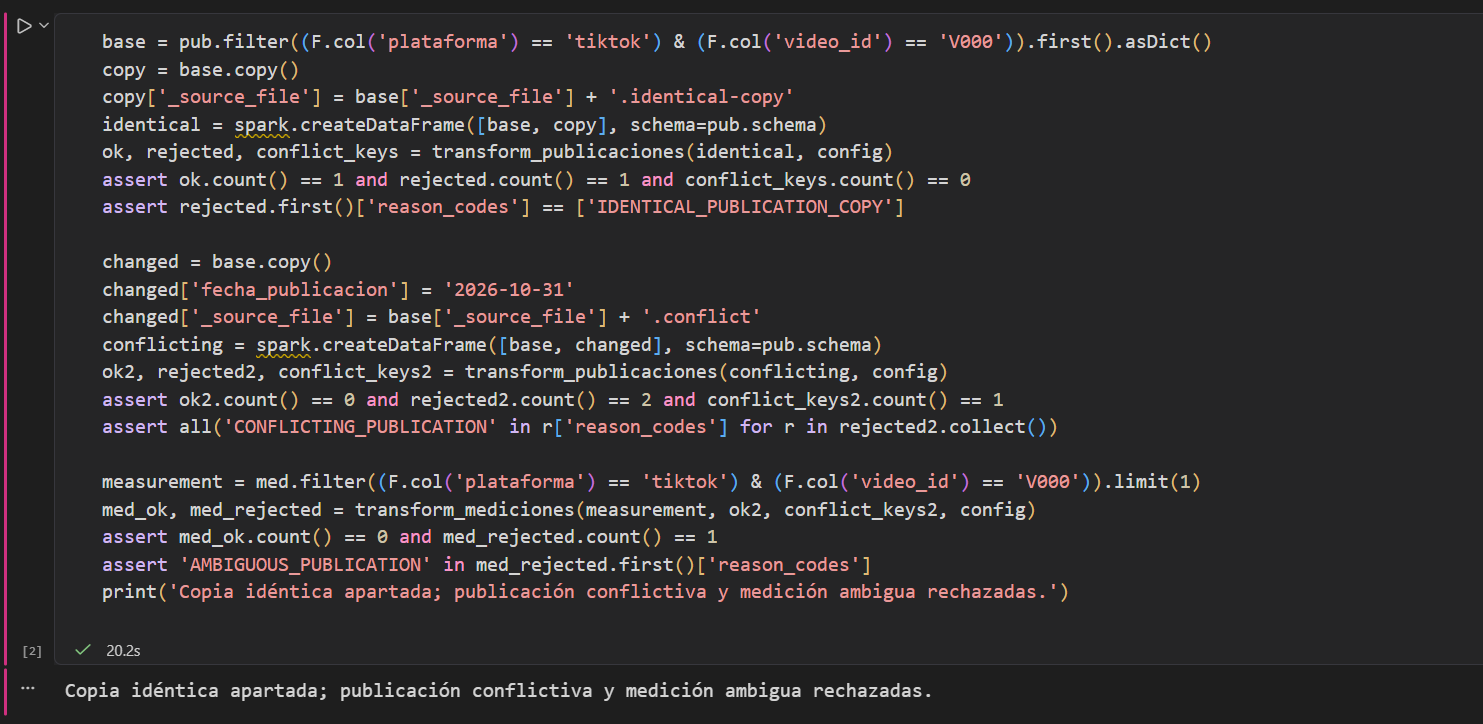 base = pub.filter((F.col('plataforma') == 'tiktok') & (F.col('video_id') == 'V000')).first().asDict()
copy = base.copy()
copy['_source_file'] = base['_source_file'] + '.identical-copy'
identical = spark.createDataFrame([base, copy], schema=pub.schema)
ok, rejected, conflict_keys = transform_publicaciones(identical, config)
assert ok.count() == 1 and rejected.count() == 1 and conflict_keys.count() == 0
assert rejected.first()['reason_codes'] == ['IDENTICAL_PUBLICATION_COPY']

changed = base.copy()
changed['fecha_publicacion'] = '2026-10-31'
changed['_source_file'] = base['_source_file'] + '.conflict'
conflicting = spark.createDataFrame([base, changed], schema=pub.schema)
ok2, rejected2, conflict_keys2 = transform_publicaciones(conflicting, config)
assert ok2.count() == 0 and rejected2.count() == 2 and conflict_keys2.count() == 1
assert all('CONFLICTING_PUBLICATION' in r['reason_codes'] for r in rejected2.collect())

measurement = med.filter((F.col('plataforma') == 'tiktok') & (F.col('video_id') == 'V000')).limit(1)
med_ok, med_rejected = transform_mediciones(measurement, ok2, conflict_keys2, config)
assert med_ok.count() == 0 and med_rejected.count() == 1
assert 'AMBIGUOUS_PUBLICATION' in med_rejected.first()['reason_codes']
print('Copia idéntica apartada; publicación conflictiva y medición ambigua rechazadas.')
[2] 20.2s
Copia idéntica apartada; publicación conflictiva y medición ambigua rechazadas.